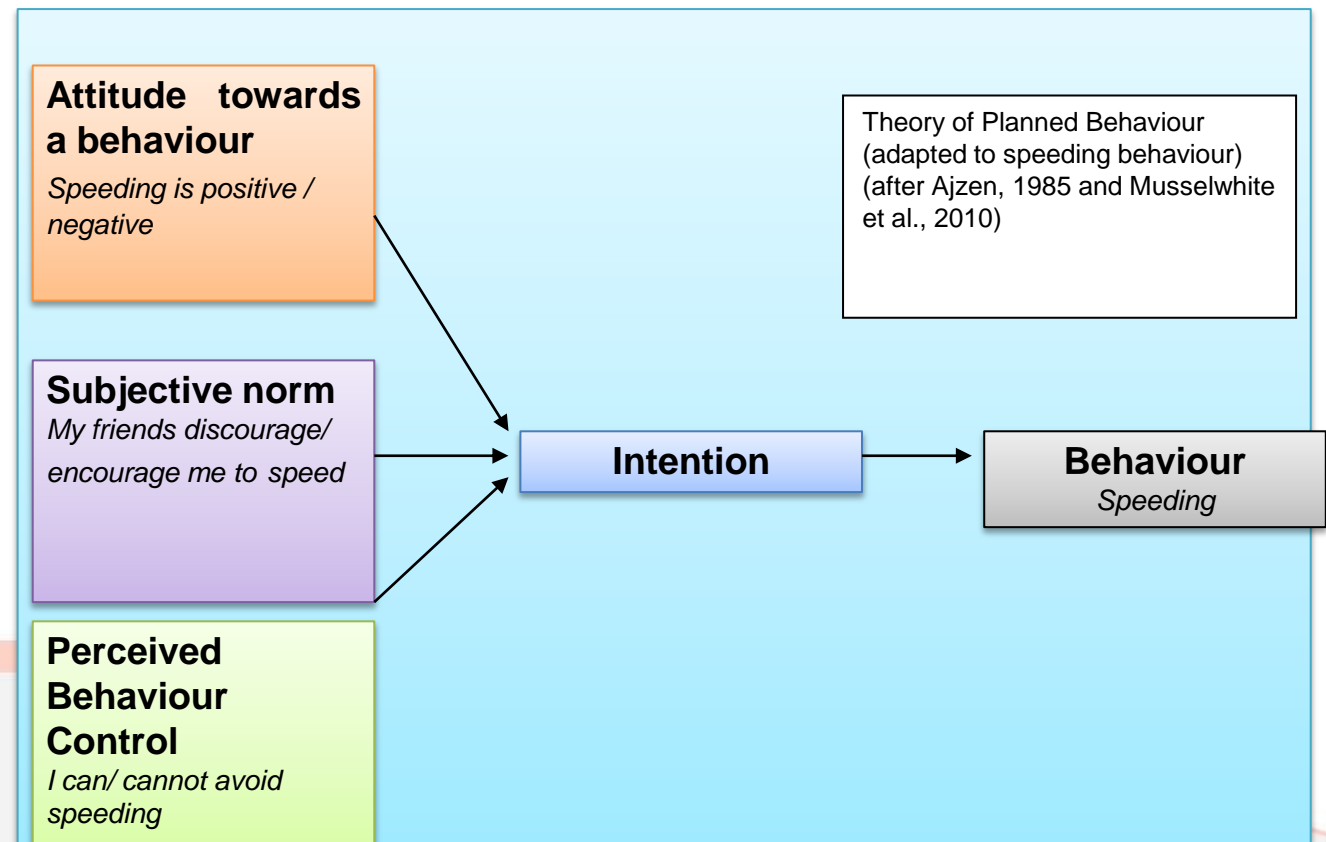 Attitude towards
a behaviour
Speeding is positive /
negative
Theory of Planned Behaviour
(adapted to speeding behaviour)
(after Ajzen, 1985 and Musselwhite
et al., 2010)
Subjective norm
My friends discourage/
encourage me to speed
Intention
Behaviour
Speeding
Perceived
Behaviour
Control
I can/ cannot avoid
speeding